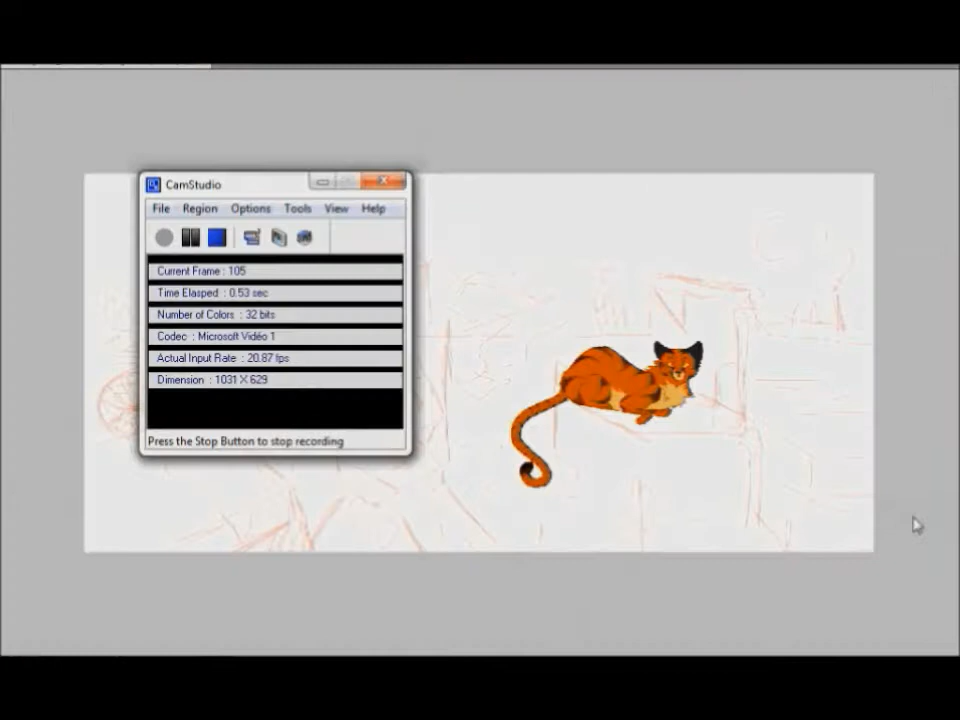 CamStudio
File Region Options Tools View Help
Current Frame : 105
Time Elasped : 0.53 sec
Number of Colors : 32 bits
Codec : Microsoft Vidéo 1
Actual Input Rate : 20.87 fps
Dimension : 1031 X 629
Press the Stop Button to stop recording